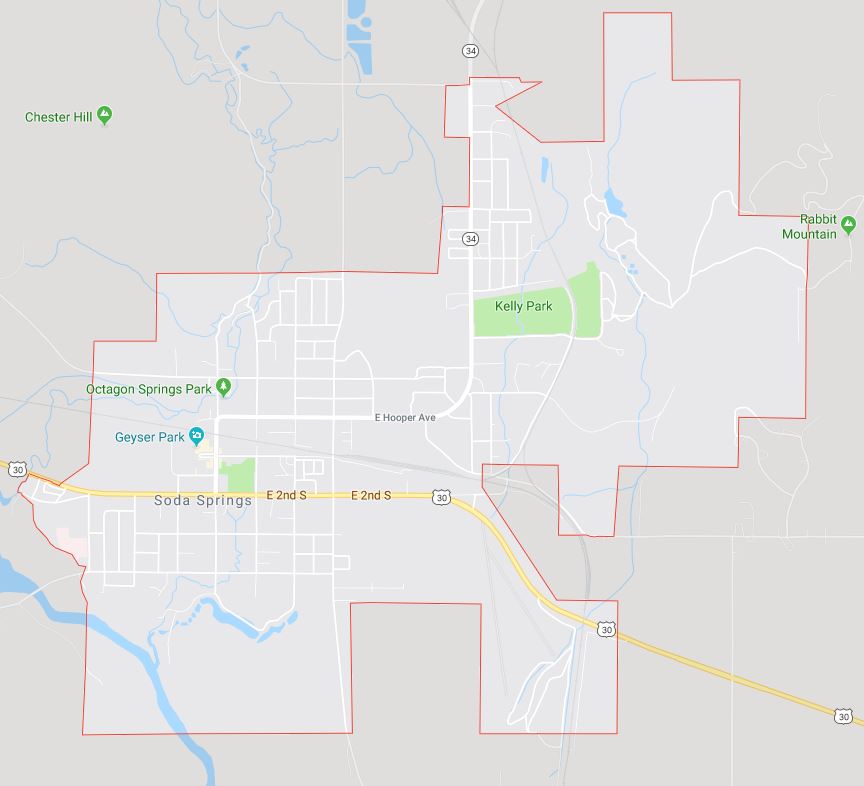 34
Chester Hill
Rabbit
Mountain
34
Kelly Park
Octagon Springs Park
E Hooper Ave
Geyser Park
30
Soda Springs
E 2nd S
E 2nd S
30
30
30